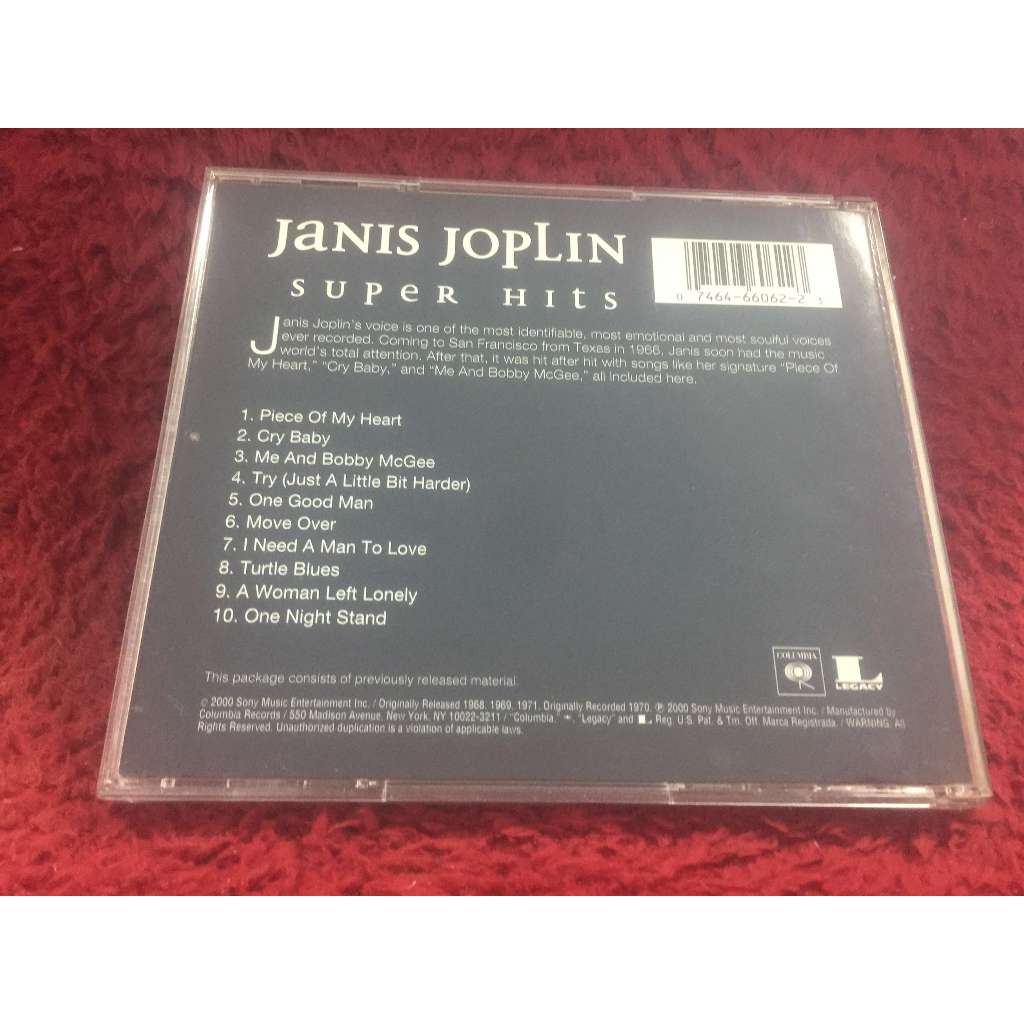 JANIS JOPLIN
SUPER HITS
0 7464-66062-2 3
Janis Joplin's voice is one of the most identifiable, most emotional and most soulful voices
ever recorded. Coming to San Francisco from Texas in 1966, Janis soon had the music
world's total attention. After that, it was hit after hit with songs like her signature "Piece Of
My Heart," "Cry Baby," and "Me And Bobby McGee," all included here.
1. Piece Of My Heart
2. Cry Baby
3. Me And Bobby McGee
4. Try (Just A Little Bit Harder)
5. One Good Man
6. Move Over
7. I Need A Man To Love
8. Turtle Blues
9. A Woman Left Lonely
10. One Night Stand
COLUMBIA
L
LEGACY
This package consists of previously released material.
© 2000 Sony Music Entertainment Inc. / Originally Released 1968, 1969, 1971. Originally Recorded 1970. ℗ 2000 Sony Music Entertainment Inc. / Manufactured by
Columbia Records / 550 Madison Avenue, New York, NY 10022-3211 / "Columbia," "Legacy" and L Reg. U.S. Pat. & Tm. Off. Marca Registrada. / WARNING: All
Rights Reserved. Unauthorized duplication is a violation of applicable laws.